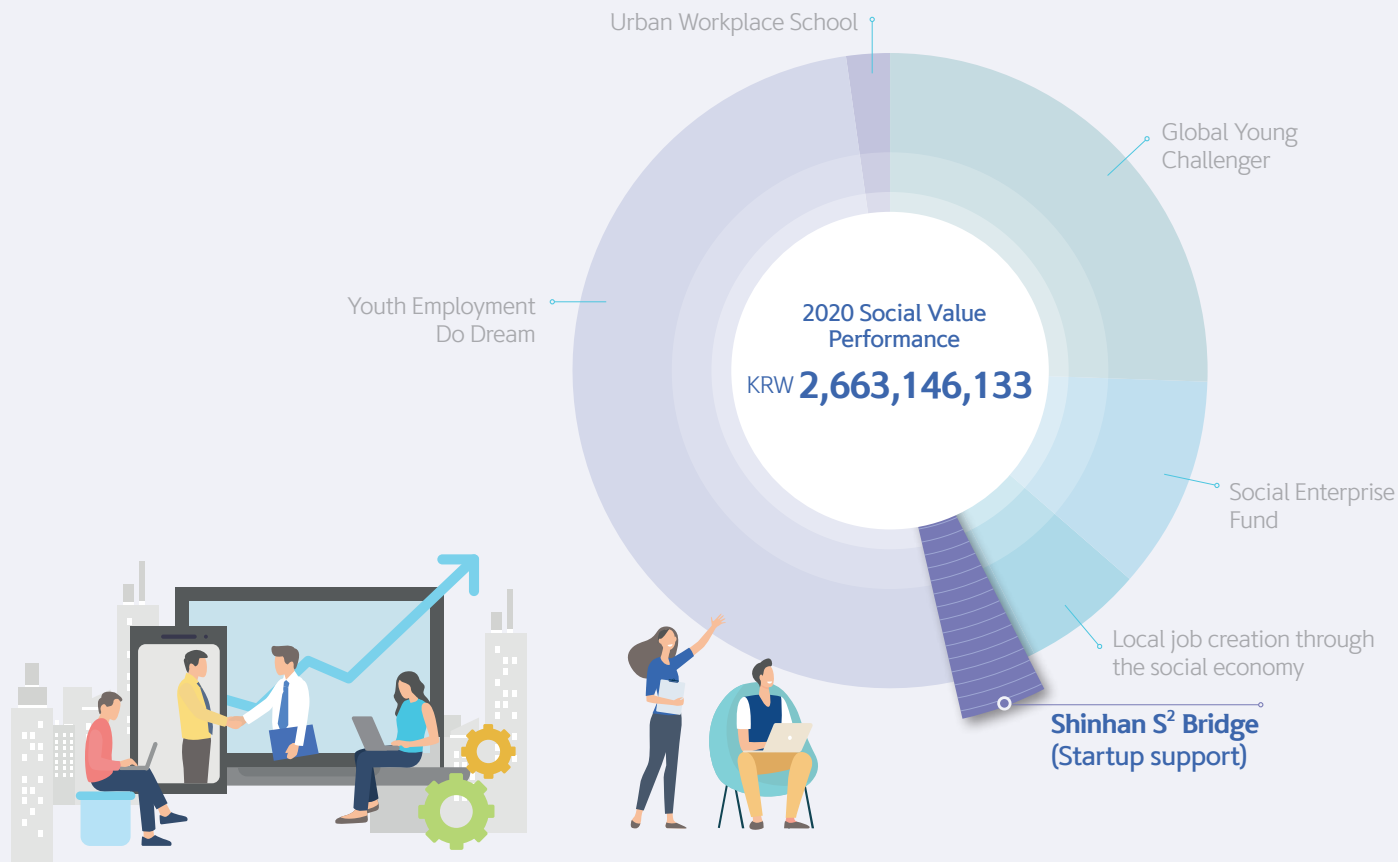 Urban Workplace School
Global Young
Challenger
Youth Employment
Do Dream
2020 Social Value
Performance
KRW 2,663,146,133
Social Enterprise
Fund
Local job creation through
the social economy
Shinhan S² Bridge
(Startup support)